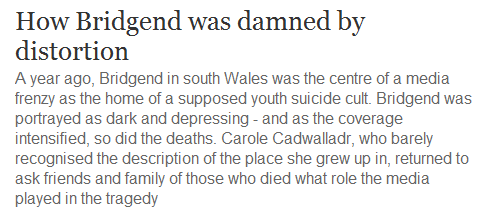 How Bridgend was damned by
distortion
A year ago, Bridgend in south Wales was the centre of a media
frenzy as the home of a supposed youth suicide cult. Bridgend was
portrayed as dark and depressing - and as the coverage
intensified, so did the deaths. Carole Cadwalladr, who barely
recognised the description of the place she grew up in, returned to
ask friends and family of those who died what role the media
played in the tragedy